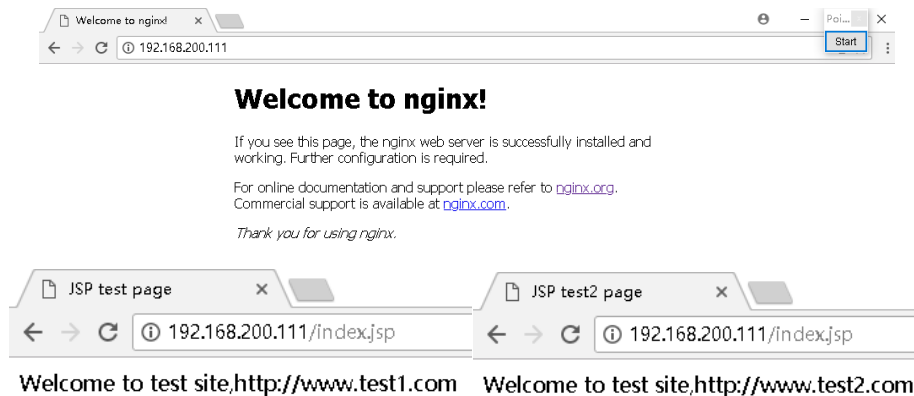 Welcome to nginx!
Poi...
Start
192.168.200.111
Welcome to nginx!
If you see this page, the nginx web server is successfully installed and
working. Further configuration is required.
For online documentation and support please refer to nginx.org.
Commercial support is available at nginx.com.
Thank you for using nginx.
JSP test page
192.168.200.111/index.jsp
Welcome to test site,http://www.test1.com
JSP test2 page
192.168.200.111/index.jsp
Welcome to test site,http://www.test2.com